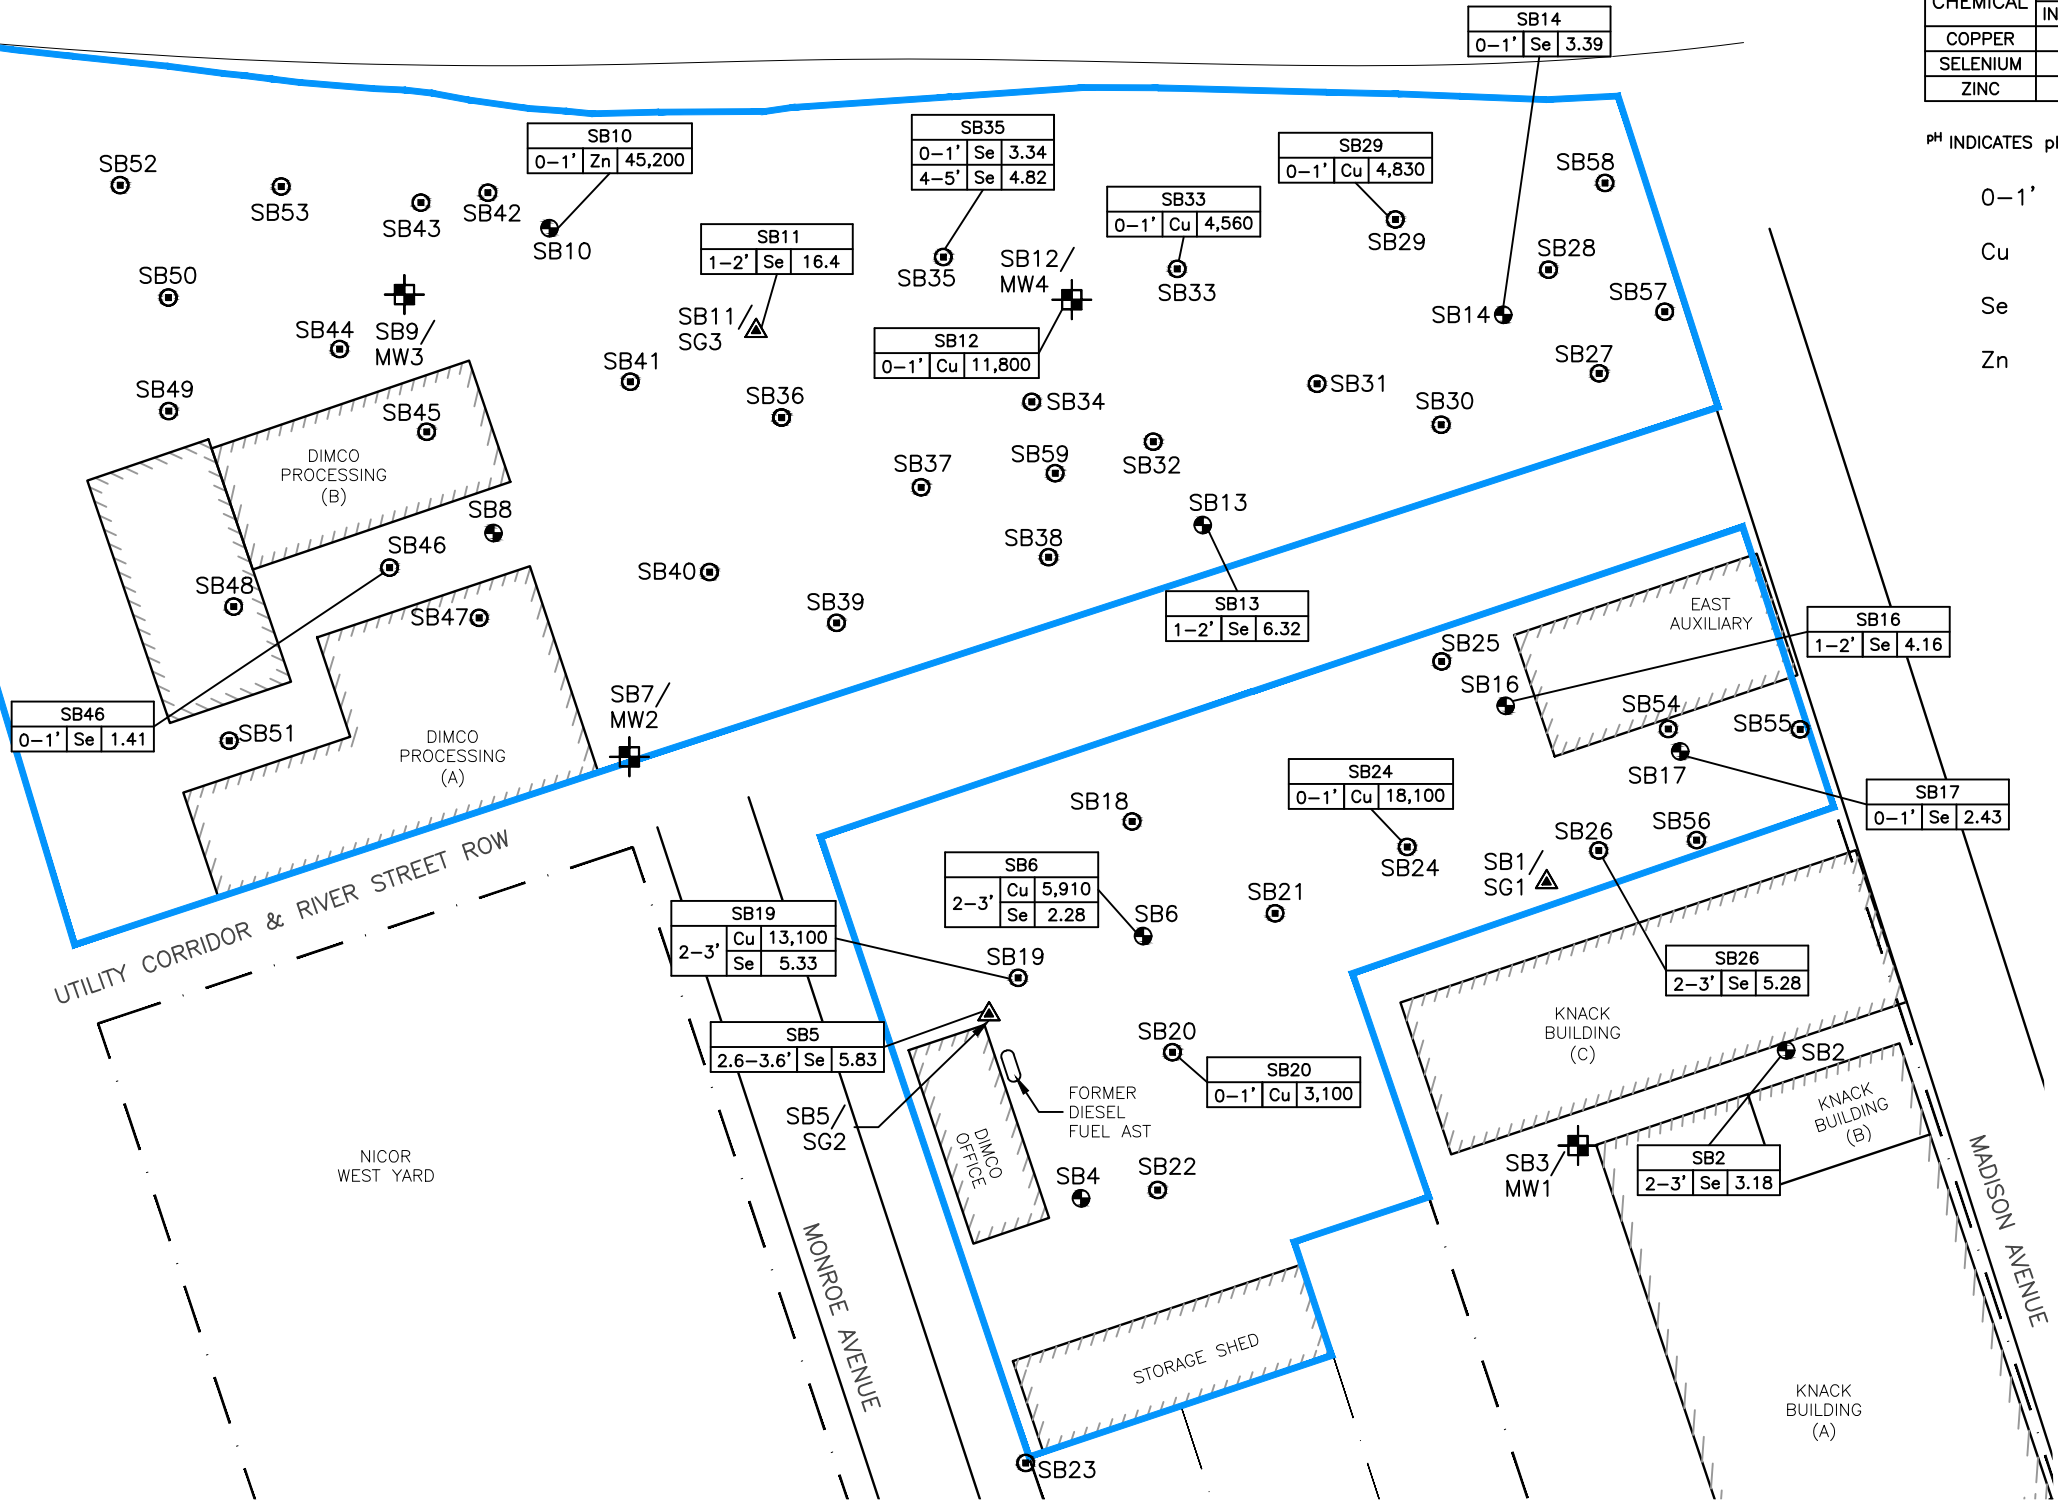 CHEMICAL
IN
COPPER
SELENIUM
ZINC
pH INDICATES
0-1'
Cu
Se
Zn
SB14
0-1' Se 3.39
SB10
0-1' Zn 45,200
SB35
0-1' Se 3.34
4-5' Se 4.82
SB29
0-1' Cu 4,830
SB33
0-1' Cu 4,560
SB11
1-2' Se 16.4
SB12
0-1' Cu 11,800
SB52
SB53
SB43
SB42
SB10
SB50
SB44
SB9/
MW3
SB49
SB45
SB41
SB11/
SG3
SB36
SB35
SB12/
MW4
SB33
SB29
SB58
SB28
SB57
SB14
SB27
SB30
SB31
SB34
SB59
SB32
SB37
SB38
SB13
DIMCO
PROCESSING
(B)
SB8
SB46
SB48
SB47
SB40
SB39
SB13
1-2' Se 6.32
SB46
0-1' Se 1.41
SB51
DIMCO
PROCESSING
(A)
SB7/
MW2
EAST
AUXILIARY
SB16
1-2' Se 4.16
SB25
SB16
SB54
SB55
SB17
SB17
0-1' Se 2.43
SB24
0-1' Cu 18,100
SB18
SB24
SB26
SB56
SB1/
SG1
UTILITY CORRIDOR & RIVER STREET ROW
SB6
2-3' Cu 5,910
Se 2.28
SB6
SB21
SB19
2-3' Cu 13,100
Se 5.33
SB19
SB26
2-3' Se 5.28
SB5
2.6-3.6' Se 5.83
SB20
SB20
0-1' Cu 3,100
KNACK
BUILDING
(C)
SB2
KNACK
BUILDING
(B)
FORMER
DIESEL
FUEL AST
SB5/
SG2
DIMCO
OFFICE
SB4
SB22
SB3/
MW1
SB2
2-3' Se 3.18
NICOR
WEST YARD
MONROE AVENUE
MADISON AVENUE
STORAGE SHED
KNACK
BUILDING
(A)
SB23